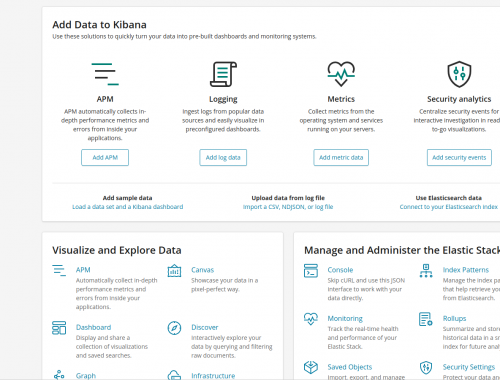 Add Data to Kibana
Use these solutions to quickly turn your data into pre-built dashboards and monitoring systems.
APM
APM automatically collects in-
depth performance metrics and
errors from inside your
applications.
Add APM
Logging
Ingest logs from popular data
sources and easily visualize in
preconfigured dashboards.
Add log data
Metrics
Collect metrics from the
operating system and services
running on your servers.
Add metric data
Security analytics
Centralize security events for
interactive investigation in read
to-go visualizations.
Add security events
Add sample data
Load a data set and a Kibana dashboard
Upload data from log file
Import a CSV, NDJSON, or log file
Use Elasticsearch data
Connect to your Elasticsearch index
Visualize and Explore Data
APM
Automatically collect in-depth
performance metrics and
errors from inside your
applications.
Canvas
Showcase your data in a
pixel-perfect way.
Dashboard
Display and share a
collection of visualizations
and saved searches.
Discover
Interactively explore your
data by querying and filtering
raw documents.
Graph
Infrastructure
Manage and Administer the Elastic Stack
Console
Skip cURL and use this JSON
interface to work with your
data directly.
Index Patterns
Manage the index pa
that help retrieve your
from Elasticsearch.
Monitoring
Track the real-time health
and performance of your
Elastic Stack.
Rollups
Summarize and store
historical data in a sm
index for future analy
Saved Objects
Import, export, and manage
Security Settings
Protect your data and